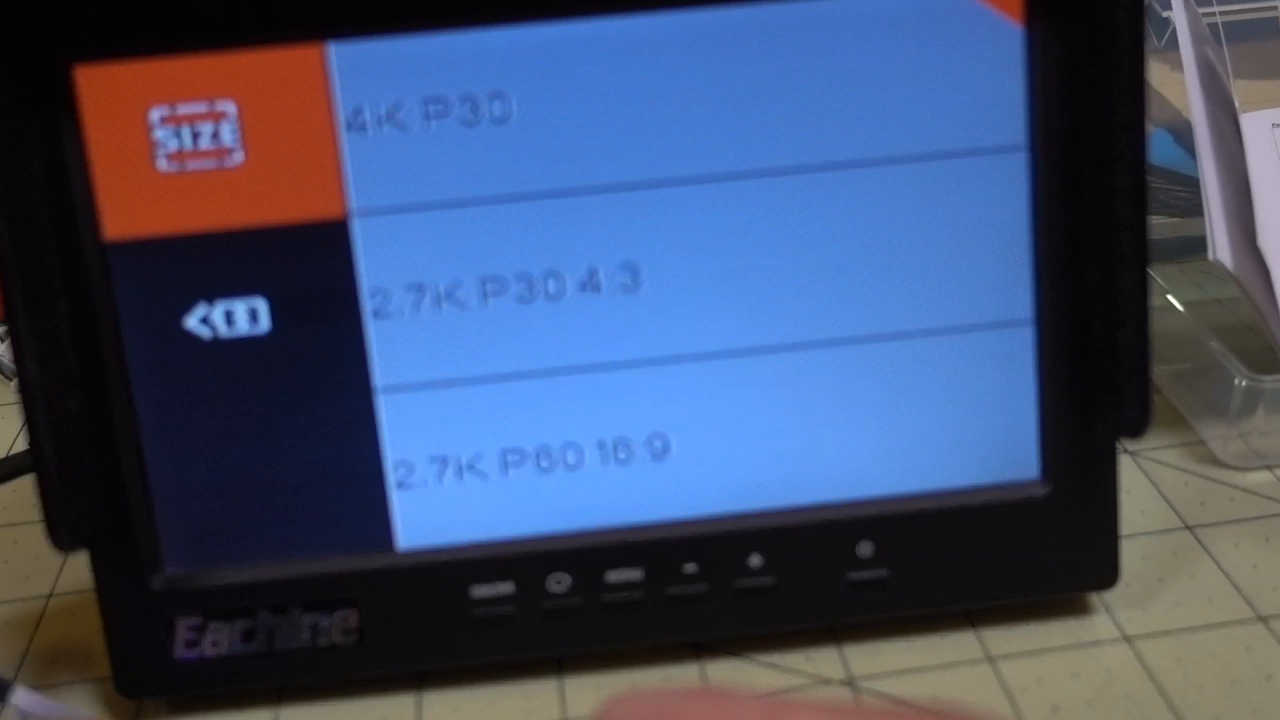 SIZE
4K P30
2.7K P30 4:3
2.7K P60 16:9
Eachine